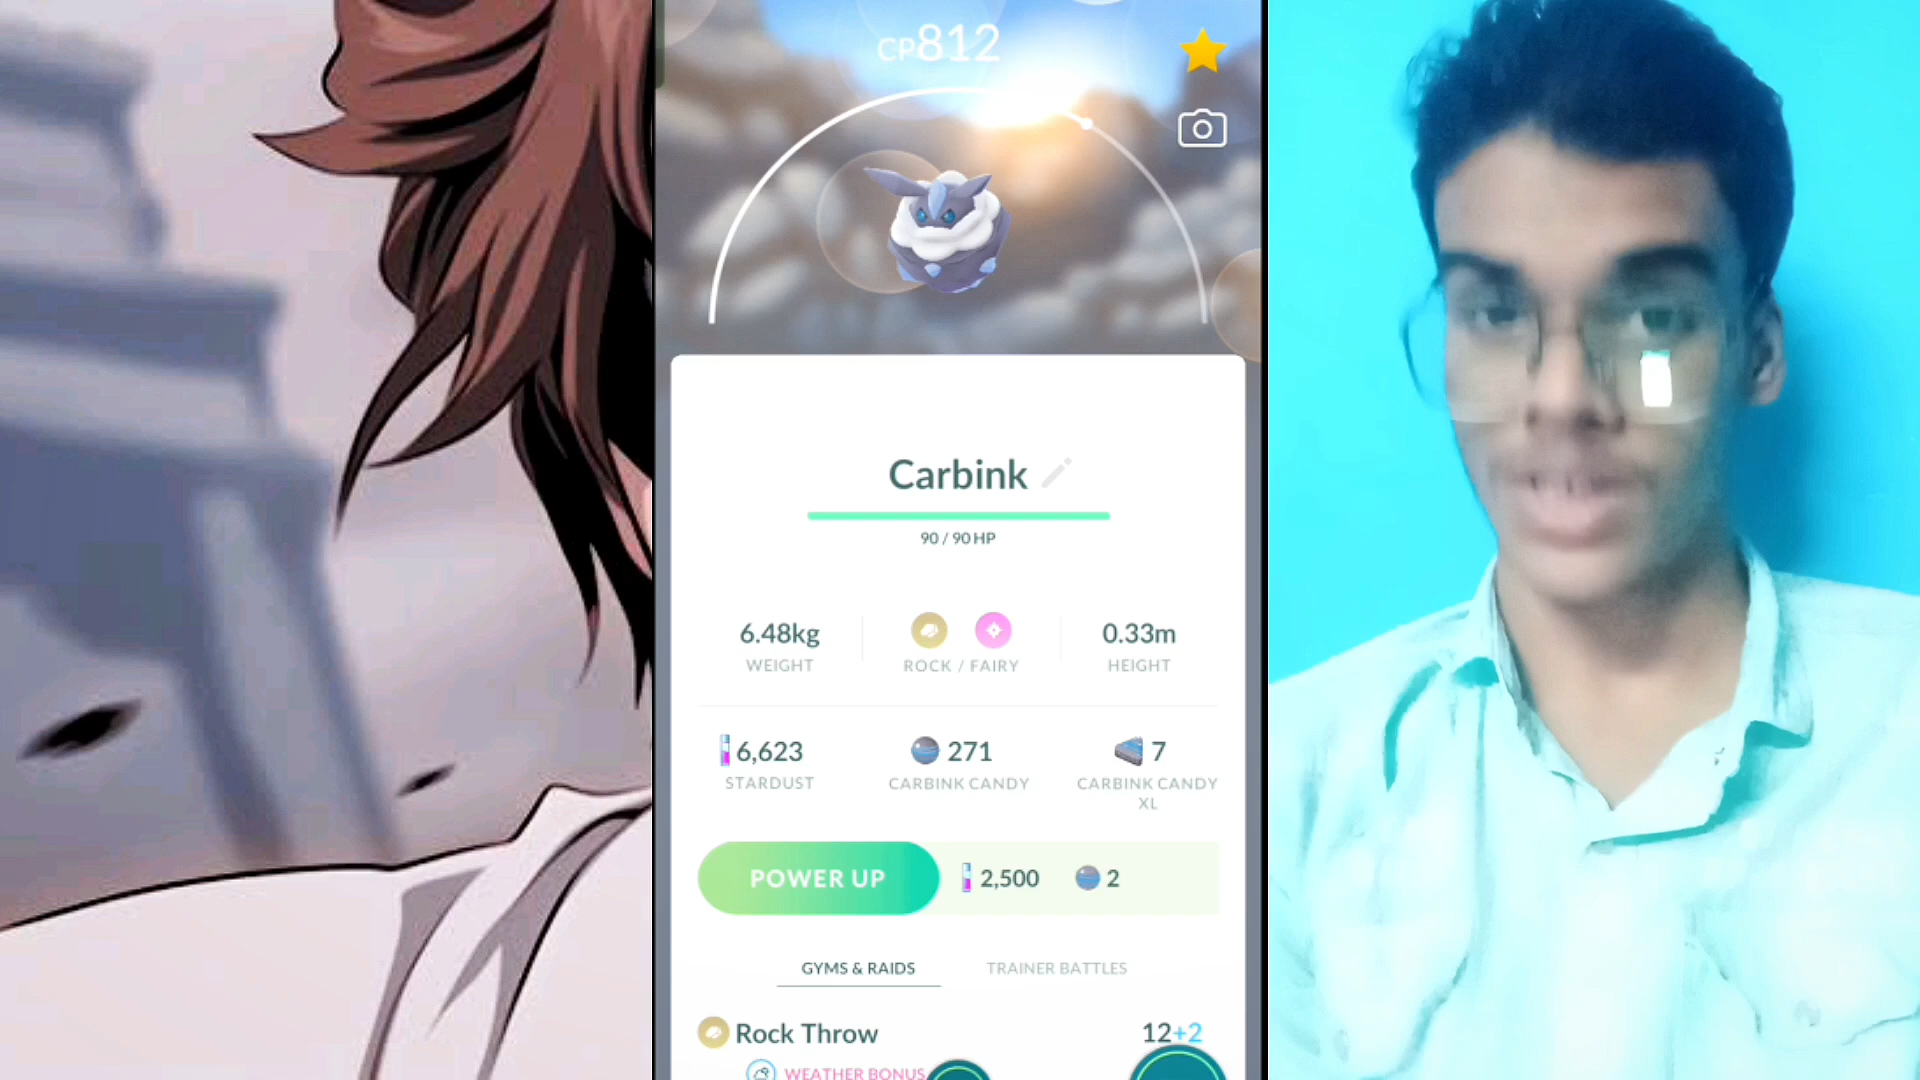 CP812
Carbink
90 / 90 HP
6.48kg
WEIGHT
ROCK / FAIRY
0.33m
HEIGHT
6,623
STARDUST
271
CARBINK CANDY
7
CARBINK CANDY
XL
POWER UP
2,500
2
GYMS & RAIDS
TRAINER BATTLES
Rock Throw
12+2
WEATHER BONUS